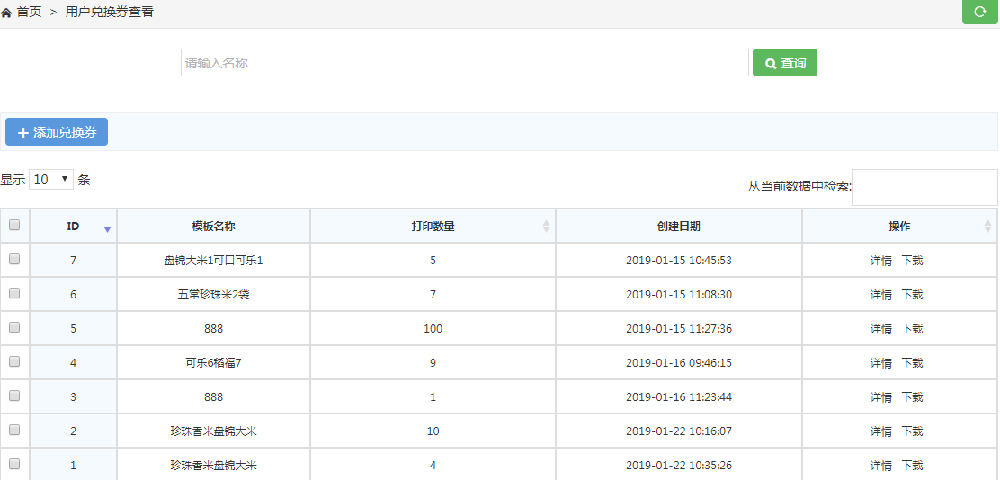 首页 > 用户兑换券查看
请输入名称 查询
添加兑换券
显示 10 条
从当前数据中检索:
ID 模板名称 打印数量 创建日期 操作
7 盘锦大米1可口可乐1 5 2019-01-15 10:45:53 详情 下载
6 五常珍珠米2袋 7 2019-01-15 11:08:30 详情 下载
5 888 100 2019-01-15 11:27:36 详情 下载
4 可乐6稻福7 9 2019-01-16 09:46:15 详情 下载
3 888 1 2019-01-16 11:23:44 详情 下载
2 珍珠香米盘锦大米 10 2019-01-22 10:16:07 详情 下载
1 珍珠香米盘锦大米 4 2019-01-22 10:35:26 详情 下载